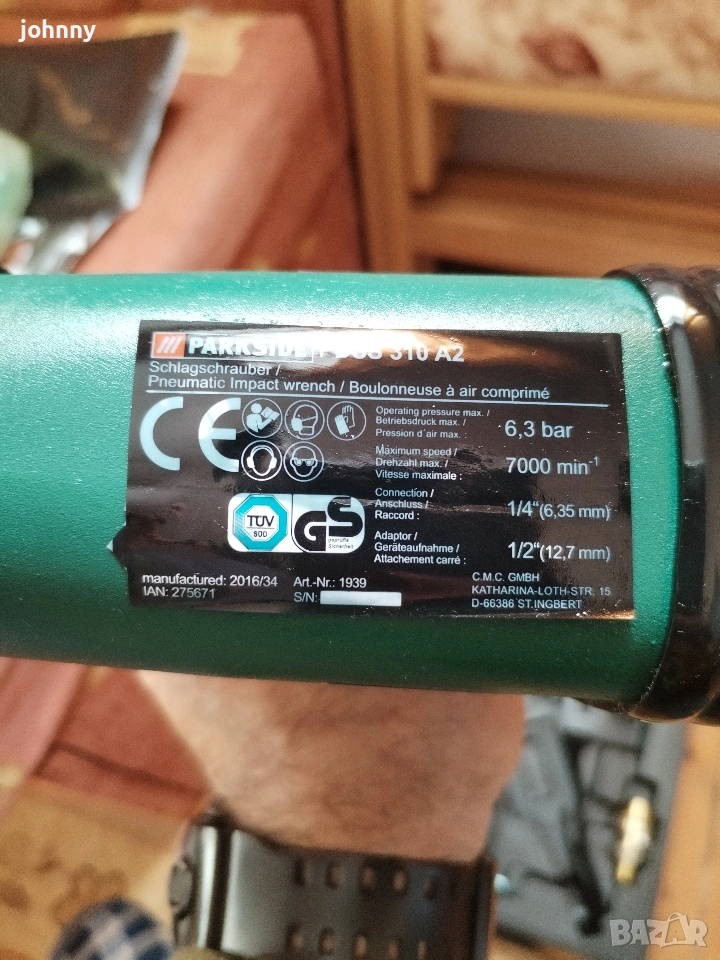 johnny
PARKSIDE 310 A2
Schlagschrauber /
Pneumatic Impact wrench / Boulonneuse à air comprimé
CE
Operating pressure max. /
Betriebsdruck max. /
Pression d´air max. :
6,3 bar
Maximum speed /
Drehzahl max. /
Vitesse maximale :
7000 min-1
Connection /
Anschluss /
Raccord :
1/4“(6,35 mm)
Adaptor /
Geräteaufnahme /
Attachement carré :
1/2“(12,7 mm)
TÜV
SÜD
GS
geprüfte
Sicherheit
manufactured: 2016/34
IAN: 275671
Art.-Nr.: 1939
S/N:
C.M.C. GMBH
KATHARINA-LOTH-STR. 15
D-66386 ST.INGBERT
BAZAR